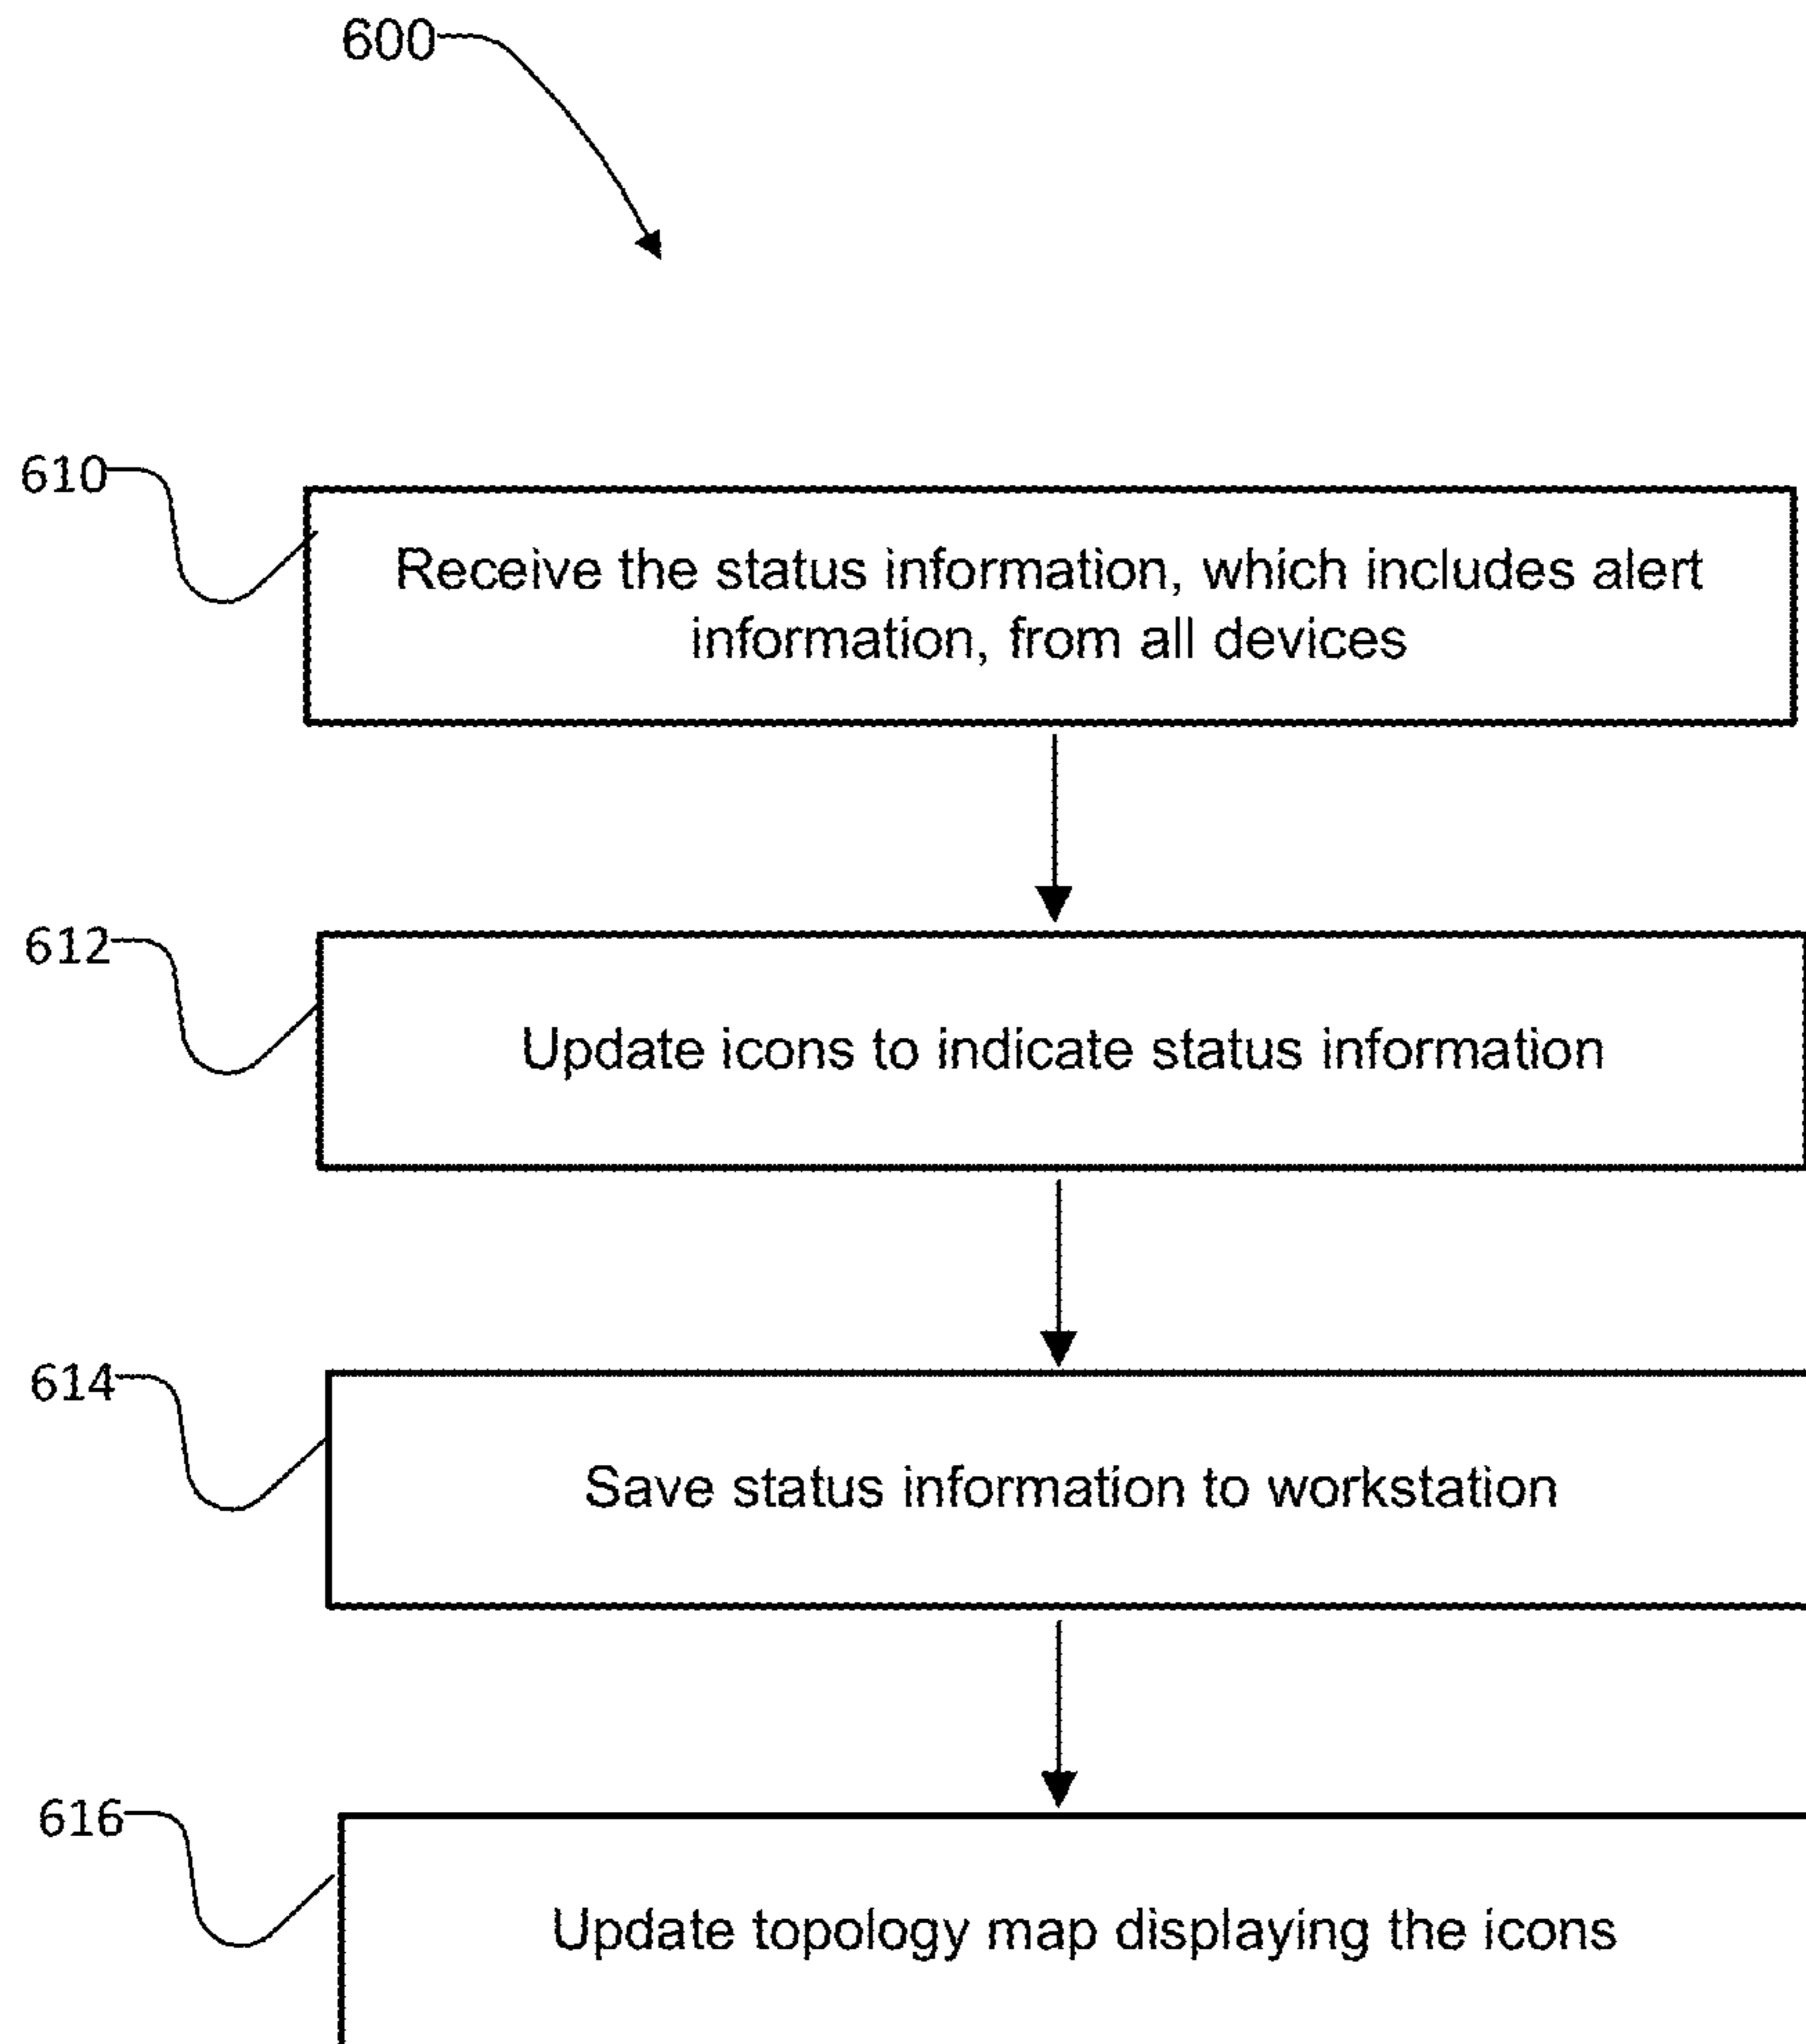 600
610
Receive the status information, which includes alert
information, from all devices
612
Update icons to indicate status information
614
Save status information to workstation
616
Update topology map displaying the icons